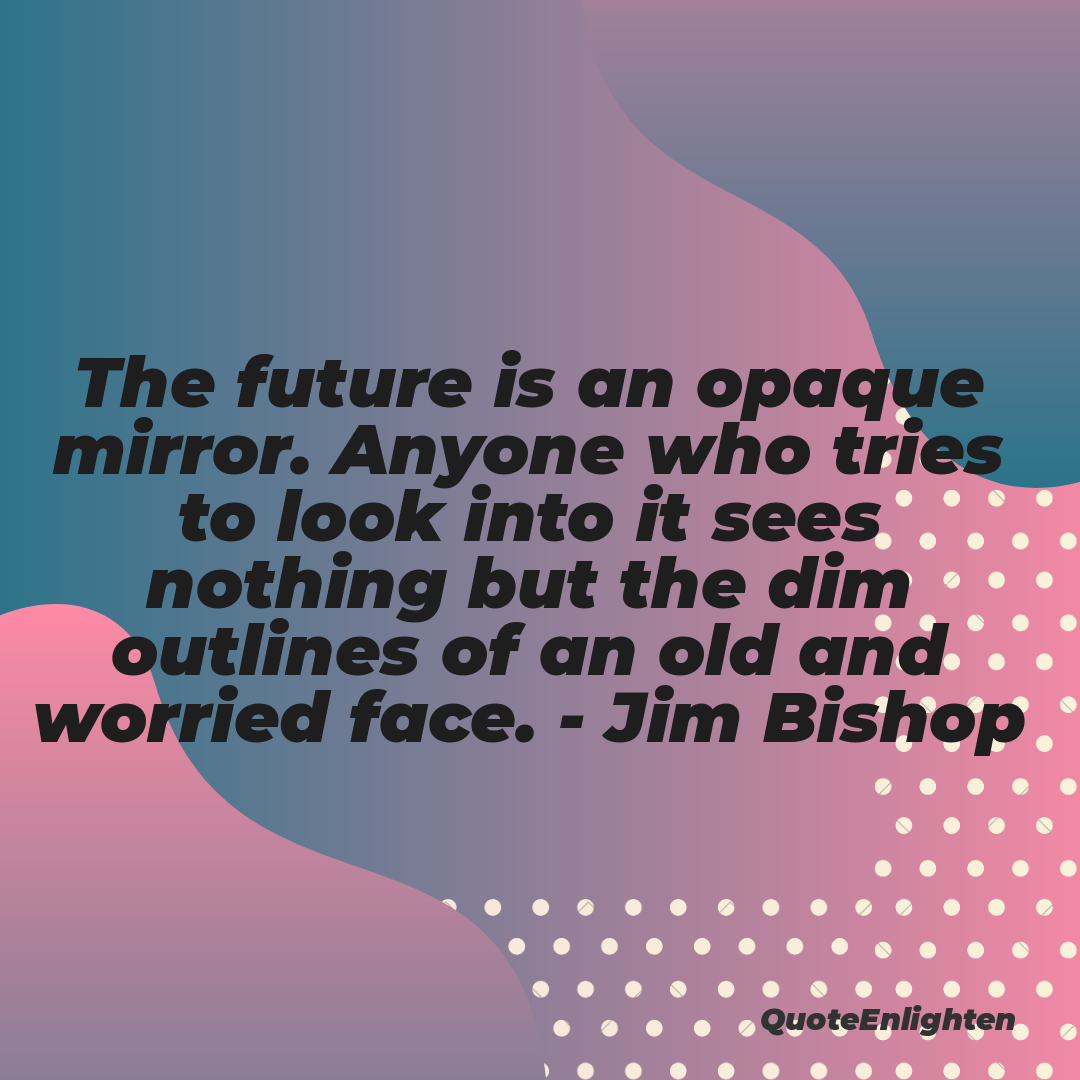 The future is an opaque
mirror. Anyone who tries
to look into it sees
nothing but the dim
outlines of an old and
worried face. - Jim Bishop
QuoteEnlighten